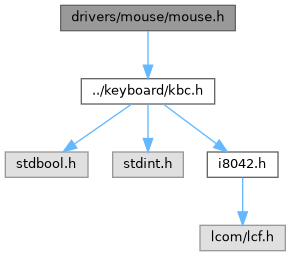 drivers/mouse/mouse.h
../keyboard/kbc.h
stdbool.h
stdint.h
i8042.h
lcom/lcf.h